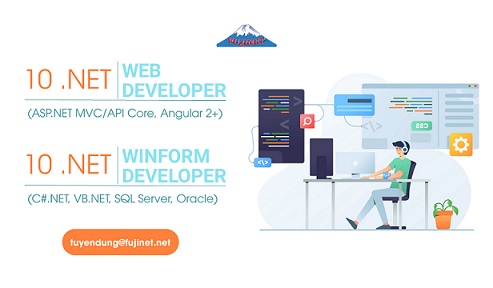 10 .NET
WEB
DEVELOPER
(ASP.NET MVC/API Core, Angular 2+)
10 .NET
WINFORM
DEVELOPER
(C#.NET, VB.NET, SQL Server, Oracle)
tuyendung@fujinet.net
CSS